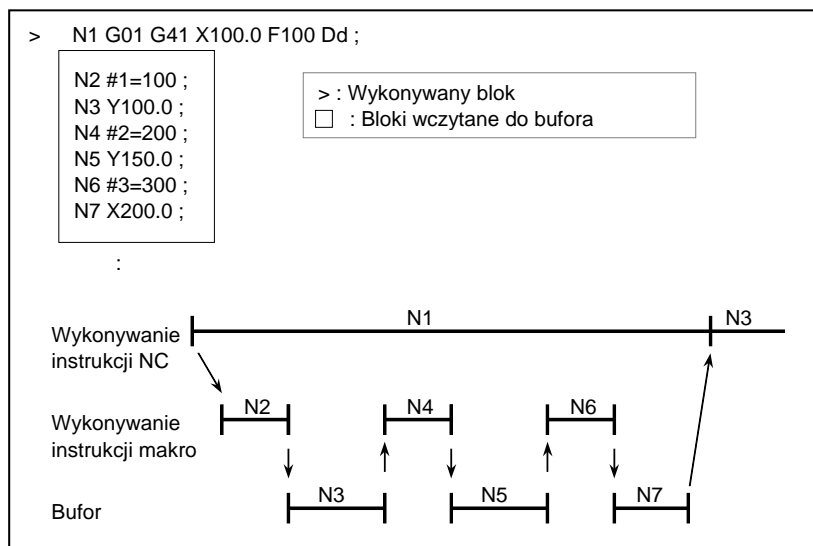 > N1 G01 G41 X100.0 F100 Dd ;
N2 #1=100 ;
N3 Y100.0 ;
N4 #2=200 ;
N5 Y150.0 ;
N6 #3=300 ;
N7 X200.0 ;
:
> : Wykonywany blok
□ : Bloki wczytane do bufora
N1 N3
Wykonywanie
instrukcji NC
N2 N4 N6
Wykonywanie
instrukcji makro
N3 N5 N7
Bufor